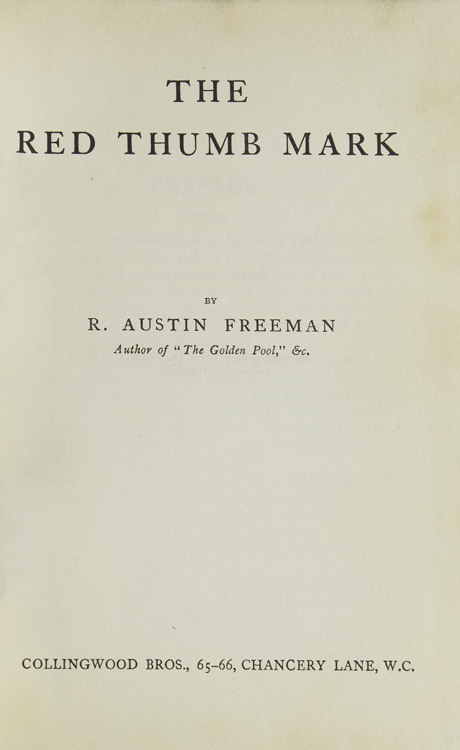 THE
RED THUMB MARK
BY
R. AUSTIN FREEMAN
Author of “The Golden Pool,” &c.
COLLINGWOOD BROS., 65–66, CHANCERY LANE, W.C.